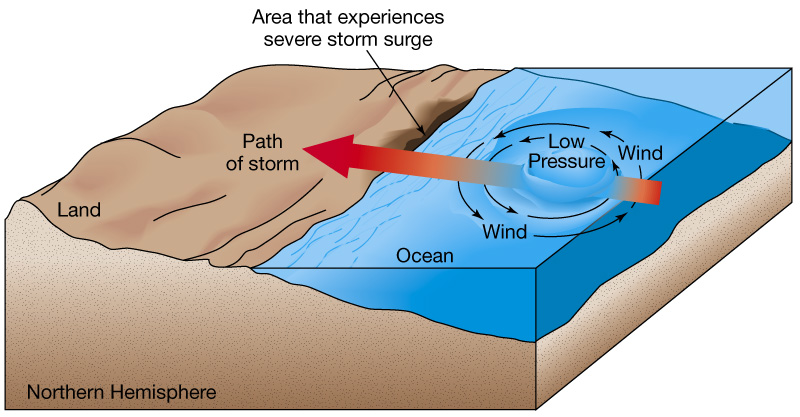 Area that experiences
severe storm surge
Path
of storm
Low
Pressure
Wind
Land
Wind
Ocean
Northern Hemisphere